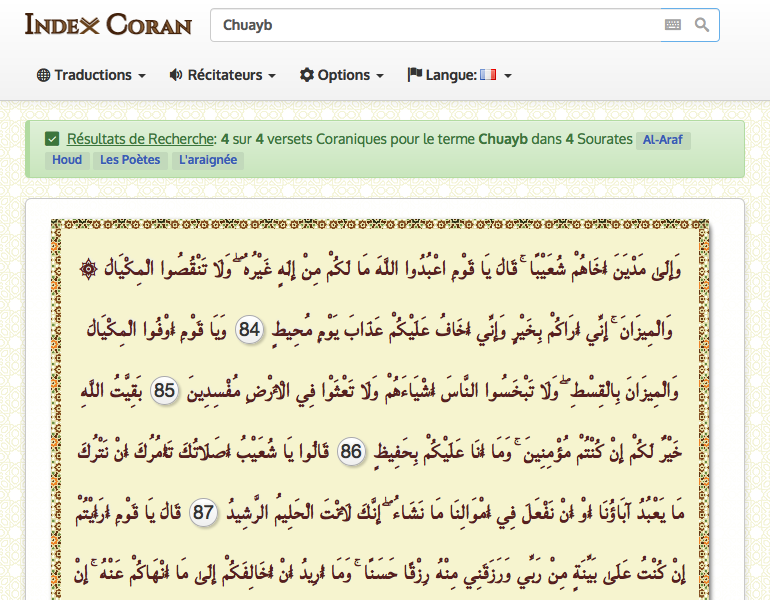 Index Coran
Chuayb
Traductions Récitateurs Options Langue:
Résultats de Recherche: 4 sur 4 versets Coraniques pour le terme Chuayb dans 4 Sourates Al-Araf
Houd Les Poètes L'araignée
وَإِلَىٰ مَدْيَنَ أَخَاهُمْ شُعَيْبًا ۚ قَالَ يَا قَوْمِ اعْبُدُوا اللَّهَ مَا لَكُمْ مِنْ إِلَٰهٍ غَيْرُهُ ۖ وَلَا تَنْقُصُوا الْمِكْيَالَ ۞
وَالْمِيزَانَ ۚ إِنِّي أَرَاكُمْ بِخَيْرٍ وَإِنِّي أَخَافُ عَلَيْكُمْ عَذَابَ يَوْمٍ مُحِيطٍ 84 وَيَا قَوْمِ أَوْفُوا الْمِكْيَالَ
وَالْمِيزَانَ بِالْقِسْطِ ۖ وَلَا تَبْخَسُوا النَّاسَ أَشْيَاءَهُمْ وَلَا تَعْثَوْا فِي الْأَرْضِ مُفْسِدِينَ 85 بَقِيَّتُ اللَّهِ
خَيْرٌ لَكُمْ إِنْ كُنْتُمْ مُؤْمِنِينَ ۚ وَمَا أَنَا عَلَيْكُمْ بِحَفِيظٍ 86 قَالُوا يَا شُعَيْبُ أَصَلَاتُكَ تَأْمُرُكَ أَنْ نَتْرُكَ
مَا يَعْبُدُ آبَاؤُنَا أَوْ أَنْ نَفْعَلَ فِي أَمْوَالِنَا مَا نَشَاءُ ۖ إِنَّكَ لَأَنْتَ الْحَلِيمُ الرَّشِيدُ 87 قَالَ يَا قَوْمِ أَرَأَيْتُمْ
إِنْ كُنْتُ عَلَىٰ بَيِّنَةٍ مِنْ رَبِّي وَرَزَقَنِي مِنْهُ رِزْقًا حَسَنًا ۚ وَمَا أُرِيدُ أَنْ أُخَالِفَكُمْ إِلَىٰ مَا أَنْهَاكُمْ عَنْهُ ۚ إِنْ